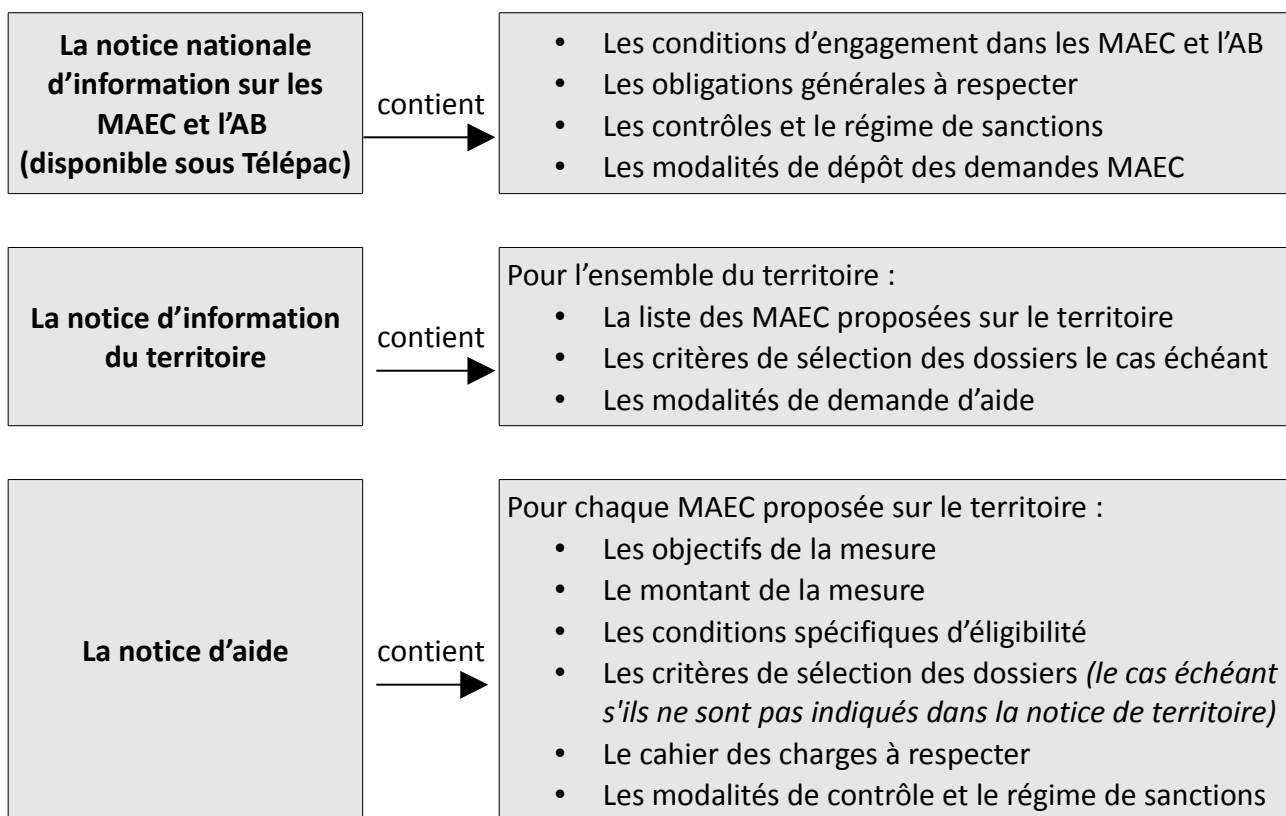 La notice nationale
d’information sur les
MAEC et l’AB
(disponible sous Télépac)
contient
• Les conditions d’engagement dans les MAEC et l’AB
• Les obligations générales à respecter
• Les contrôles et le régime de sanctions
• Les modalités de dépôt des demandes MAEC
La notice d’information
du territoire
contient
Pour l’ensemble du territoire :
• La liste des MAEC proposées sur le territoire
• Les critères de sélection des dossiers le cas échéant
• Les modalités de demande d’aide
La notice d’aide
contient
Pour chaque MAEC proposée sur le territoire :
• Les objectifs de la mesure
• Le montant de la mesure
• Les conditions spécifiques d’éligibilité
• Les critères de sélection des dossiers (le cas échéant
s'ils ne sont pas indiqués dans la notice de territoire)
• Le cahier des charges à respecter
• Les modalités de contrôle et le régime de sanctions